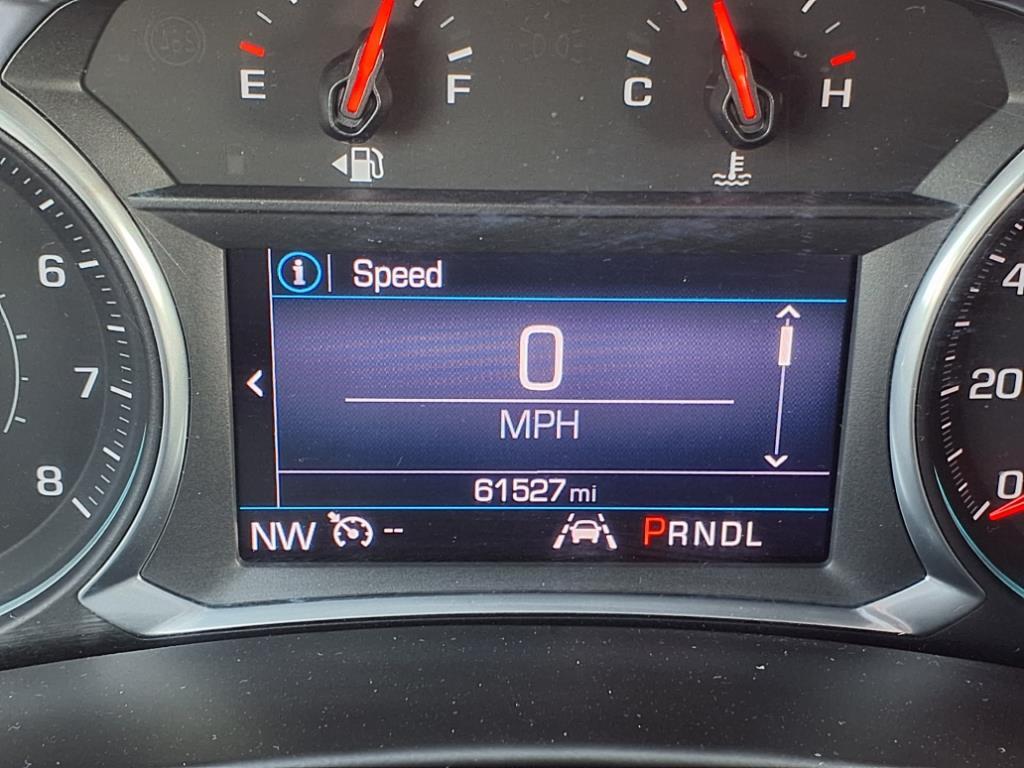 E F C H
i Speed
0
MPH
61527 mi
NW -- PRNDL
6
7
8
4
20
0